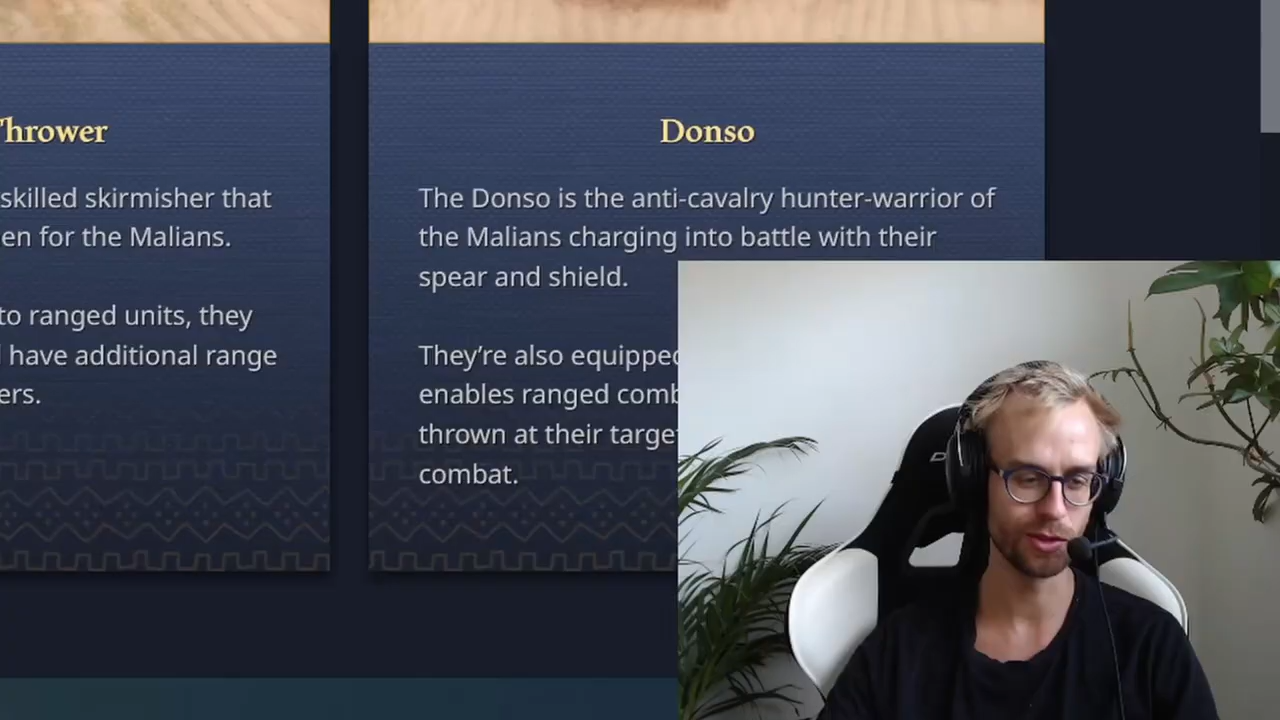 Thrower
skilled skirmisher that
en for the Malians.
to ranged units, they
have additional range
ers.
Donso
The Donso is the anti-cavalry hunter-warrior of
the Malians charging into battle with their
spear and shield.
They're also equipped
enables ranged comb
thrown at their target
combat.